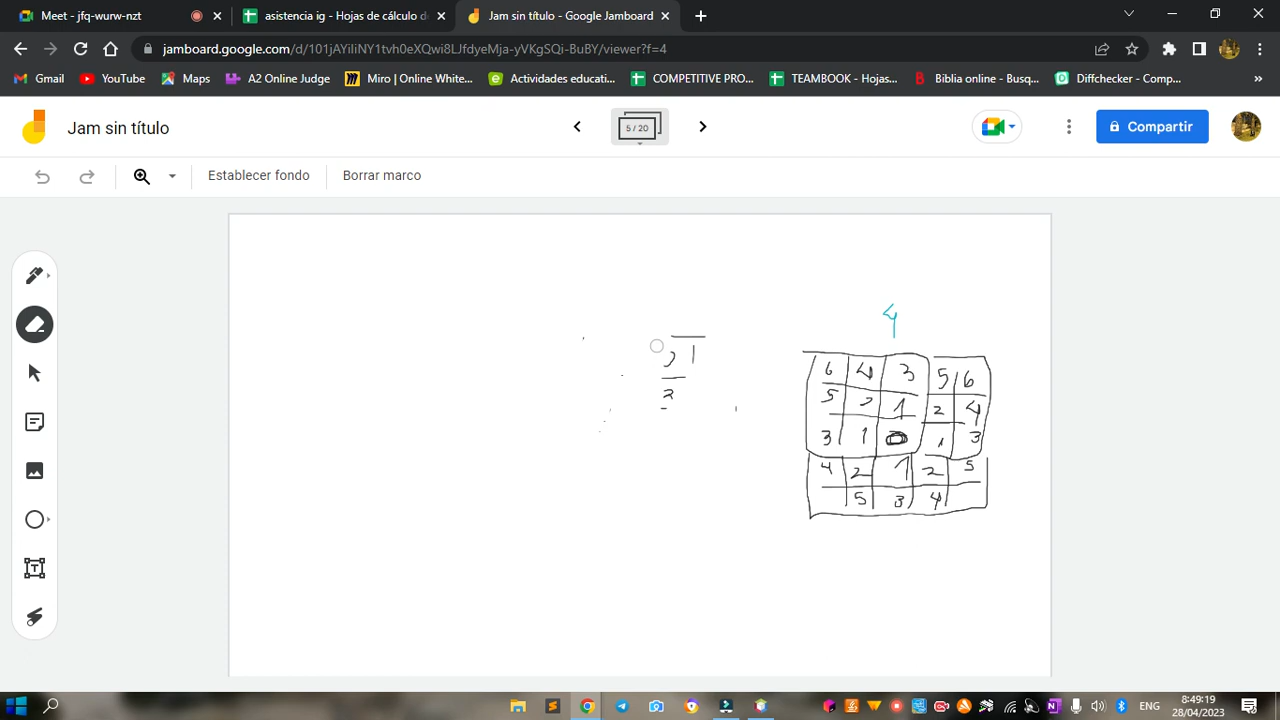 Meet - jfq-wurw-nzt
asistencia ig - Hojas de cálculo d
Jam sin título - Google Jamboard
jamboard.google.com/d/101jAYiIiNY1tvh0eXQwi8LJfdyeMja-yVKgSQi-BuBY/viewer?f=4
Gmail YouTube Maps A2 Online Judge Miro | Online White... Actividades educati... COMPETITIVE PRO... TEAMBOOK - Hojas... Biblia online - Busq... Diffchecker - Comp...
Jam sin título
5 / 20
Compartir
Establecer fondo Borrar marco
4
1
6 4 3 5 6
5 2 1 2 4
3 1 0 1 3
4 2 1 2 5
5 3 4
ENG
8:49:19
28/04/2023